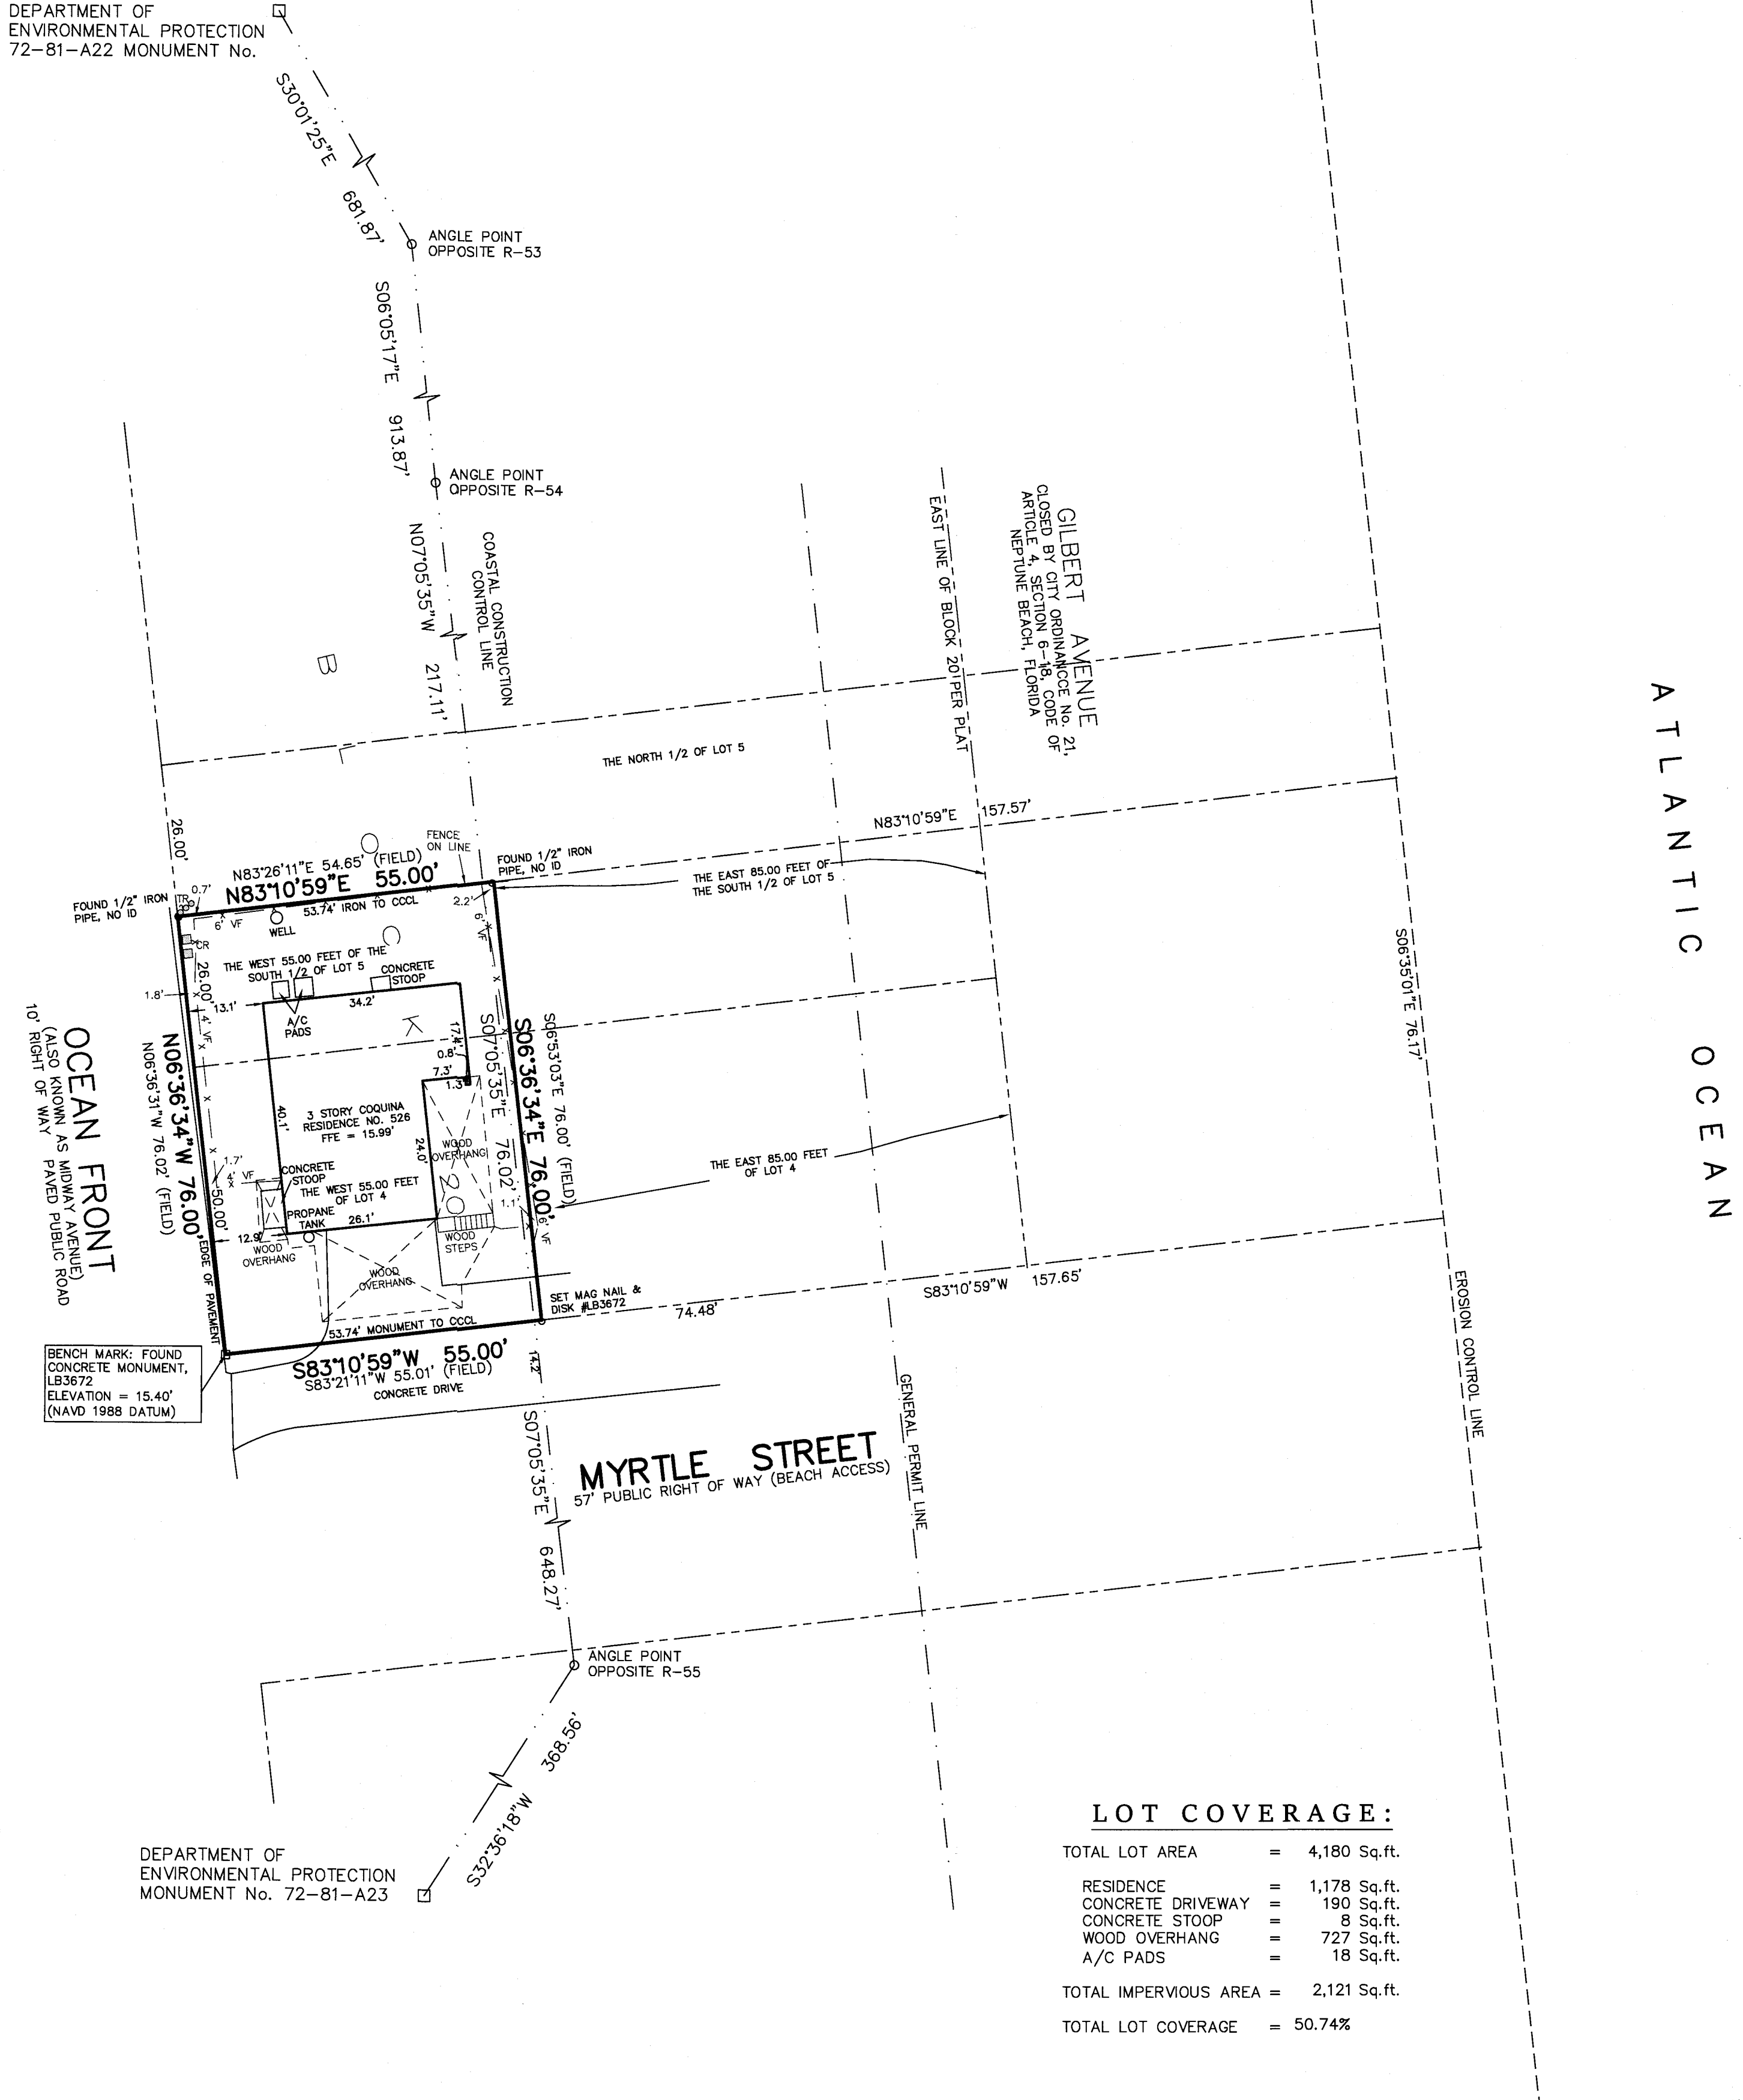 DEPARTMENT OF
ENVIRONMENTAL PROTECTION
72-81-A22 MONUMENT No.
S30°01'25"E 681.87'
ANGLE POINT
OPPOSITE R-53
S06°05'17"E 913.87'
ANGLE POINT
OPPOSITE R-54
N07°05'35"W 217.11'
COASTAL CONSTRUCTION
CONTROL LINE
EAST LINE OF BLOCK 20 PER PLAT
GILBERT AVENUE
CLOSED BY CITY ORDINANCCE No. 21,
ARTICLE 4, SECTION 6-18, CODE OF
NEPTUNE BEACH, FLORIDA
ATLANTIC OCEAN
B
L
O
C
K
20
THE NORTH 1/2 OF LOT 5
N83°10'59"E 157.57'
26.00'
FENCE
ON LINE
N83°26'11"E 54.65' (FIELD)
N83°10'59"E 55.00'
53.74' IRON TO CCCL
FOUND 1/2" IRON
PIPE, NO ID
FOUND 1/2" IRON
PIPE, NO ID
THE EAST 85.00 FEET OF
THE SOUTH 1/2 OF LOT 5
TR
0.7'
6' VF
WELL
2.2'
6' VF
CR
26.00'
THE WEST 55.00 FEET OF THE
SOUTH 1/2 OF LOT 5
CONCRETE
STOOP
1.8'
13.1'
4' VF
34.2'
A/C
PADS
17.4'
0.8'
7.3'
1.3'
S07°05'35"E 76.02'
S06°36'34"E 76.00'
S06°53'03"E 76.00' (FIELD)
S06°35'01"E 76.17'
OCEAN FRONT
(ALSO KNOWN AS MIDWAY AVENUE)
10' RIGHT OF WAY PAVED PUBLIC ROAD
N06°36'34"W 76.00'
N06°36'31"W 76.02' (FIELD)
EDGE OF PAVEMENT
40.1'
3 STORY COQUINA
RESIDENCE NO. 526
FFE = 15.99'
24.0'
WOOD
OVERHANG
1.7'
4' VF
50.00'
CONCRETE
STOOP
THE WEST 55.00 FEET
OF LOT 4
PROPANE
TANK
26.1'
12.9'
WOOD
OVERHANG
WOOD
OVERHANG
WOOD
STEPS
1.1'
6' VF
THE EAST 85.00 FEET
OF LOT 4
SET MAG NAIL &
DISK #LB3672
74.48'
S83°10'59"W 157.65'
53.74' MONUMENT TO CCCL
S83°10'59"W 55.00'
S83°21'11"W 55.01' (FIELD)
CONCRETE DRIVE
14.2'
BENCH MARK: FOUND
CONCRETE MONUMENT,
LB3672
ELEVATION = 15.40'
(NAVD 1988 DATUM)
S07°05'35"E 648.27'
MYRTLE STREET
57' PUBLIC RIGHT OF WAY (BEACH ACCESS)
GENERAL PERMIT LINE
EROSION CONTROL LINE
ANGLE POINT
OPPOSITE R-55
S32°36'18"W 368.56'
DEPARTMENT OF
ENVIRONMENTAL PROTECTION
MONUMENT No. 72-81-A23
LOT COVERAGE:
TOTAL LOT AREA = 4,180 Sq.ft.
RESIDENCE = 1,178 Sq.ft.
CONCRETE DRIVEWAY = 190 Sq.ft.
CONCRETE STOOP = 8 Sq.ft.
WOOD OVERHANG = 727 Sq.ft.
A/C PADS = 18 Sq.ft.
TOTAL IMPERVIOUS AREA = 2,121 Sq.ft.
TOTAL LOT COVERAGE = 50.74%